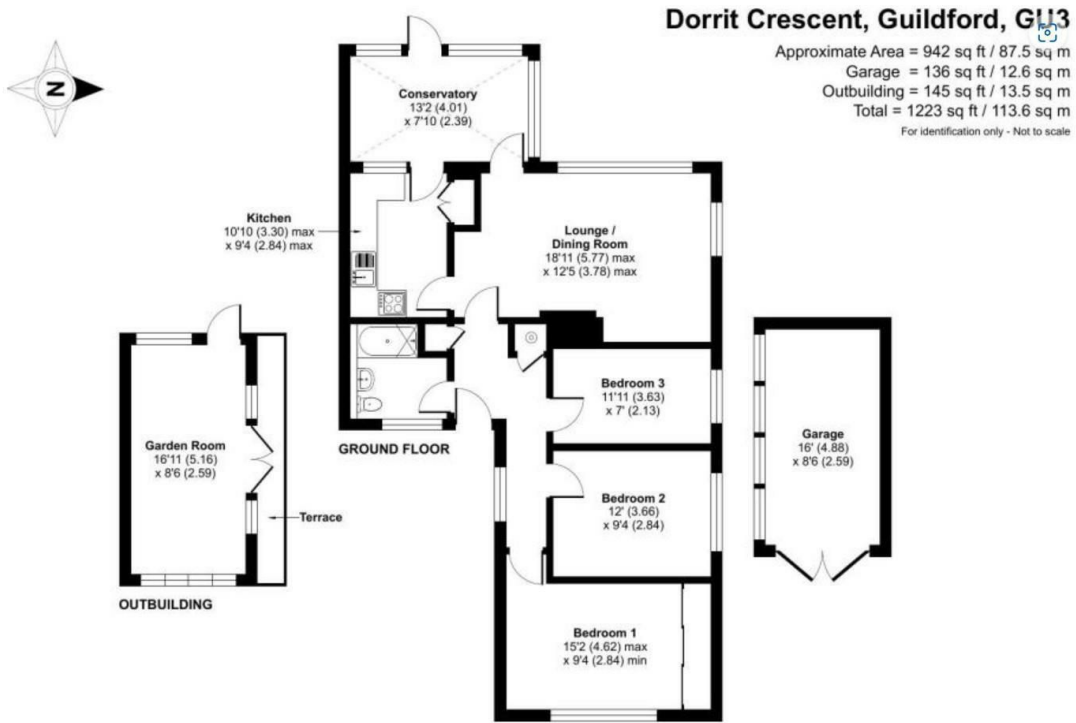 Dorrit Crescent, Guildford, GU3
Approximate Area = 942 sq ft / 87.5 sq m
Garage = 136 sq ft / 12.6 sq m
Outbuilding = 145 sq ft / 13.5 sq m
Total = 1223 sq ft / 113.6 sq m
For identification only - Not to scale
N
Conservatory
13'2 (4.01)
x 7'10 (2.39)
Kitchen
10'10 (3.30) max
x 9'4 (2.84) max
Lounge /
Dining Room
18'11 (5.77) max
x 12'5 (3.78) max
Bedroom 3
11'11 (3.63)
x 7' (2.13)
Garage
16' (4.88)
x 8'6 (2.59)
GROUND FLOOR
Garden Room
16'11 (5.16)
x 8'6 (2.59)
Bedroom 2
12' (3.66)
x 9'4 (2.84)
Terrace
OUTBUILDING
Bedroom 1
15'2 (4.62) max
x 9'4 (2.84) min